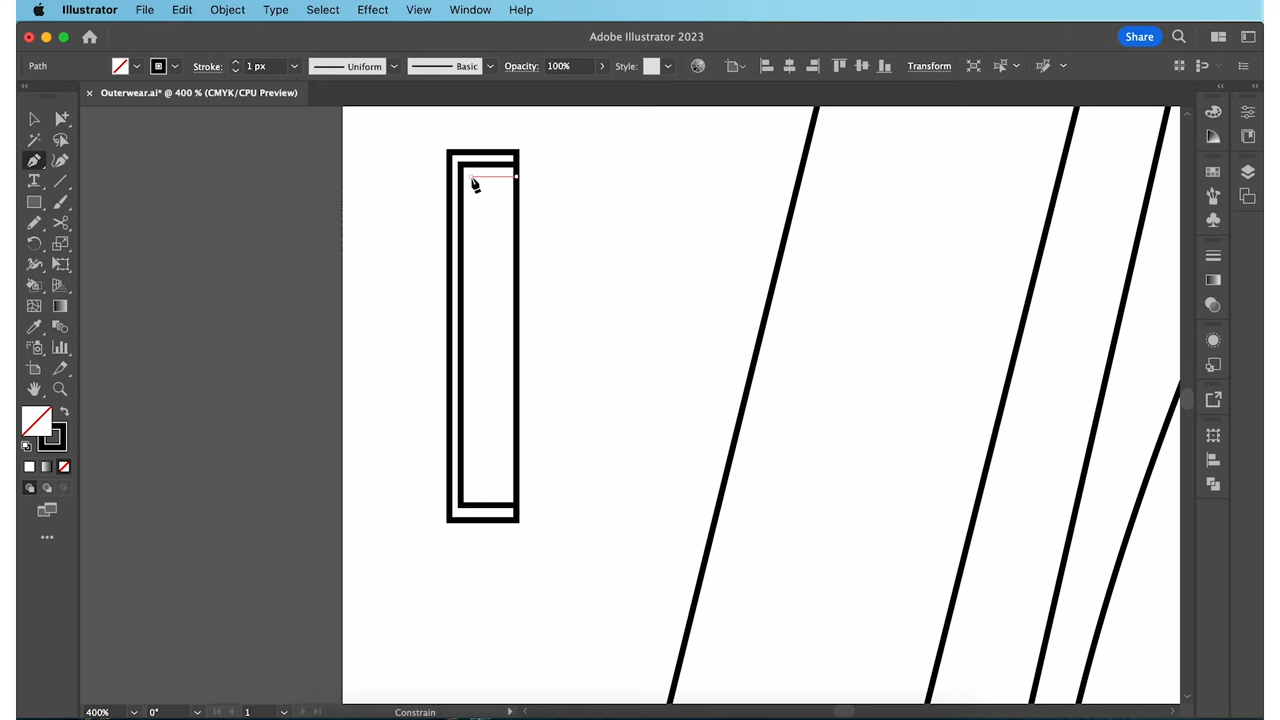 Illustrator File Edit Object Type Select Effect View Window Help
Adobe Illustrator 2023
Share
Path Stroke: 1 px Uniform Basic Opacity: 100% Style: Transform
× Outerwear.ai* @ 400 % (CMYK/CPU Preview)
400% 0° 1 Constrain